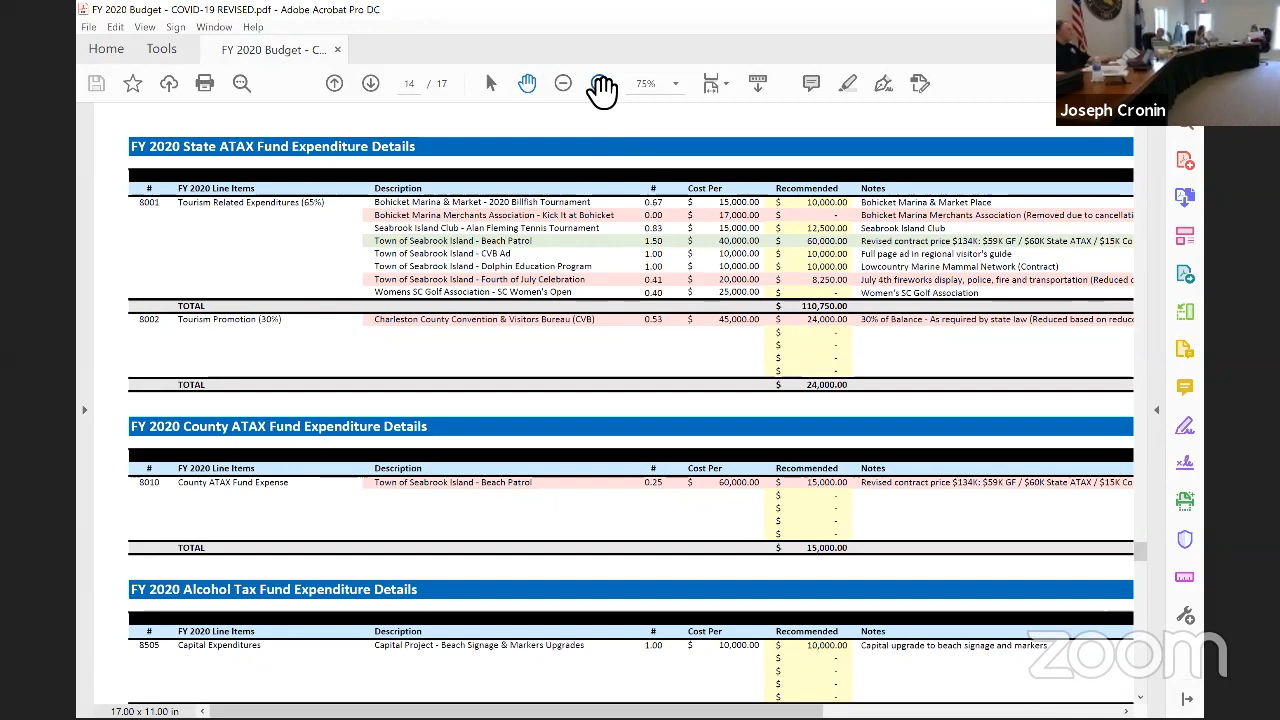 FY 2020 Budget - COVID-19 REVISED.pdf - Adobe Acrobat Pro DC
File Edit View Sign Window Help
Home Tools FY 2020 Budget - C... ×
14 / 17 75%
Joseph Cronin
FY 2020 State ATAX Fund Expenditure Details
# FY 2020 Line Items Description # Cost Per Recommended Notes
8001 Tourism Related Expenditures (65%) Bohicket Marina & Market - 2020 Billfish Tournament 0.67 $ 15,000.00 $ 10,000.00 Bohicket Marina & Market Place
Bohicket Marina Merchants Association - Kick It at Bohicket 0.00 $ 17,000.00 $ - Bohicket Marina Merchants Association (Removed due to cancellati
Seabrook Island Club - Alan Fleming Tennis Tournament 0.83 $ 15,000.00 $ 12,500.00 Seabrook Island Club
Town of Seabrook Island - Beach Patrol 1.50 $ 40,000.00 $ 60,000.00 Revised contract price $134K: $59K GF / $60K State ATAX / $15K Co
Town of Seabrook Island - CVB Ad 1.00 $ 10,000.00 $ 10,000.00 Full page ad in regional visitor's guide
Town of Seabrook Island - Dolphin Education Program 1.00 $ 10,000.00 $ 10,000.00 Lowcountry Marine Mammal Network (Contract)
Town of Seabrook Island - Fourth of July Celebration 0.41 $ 20,000.00 $ 8,250.00 July 4th fireworks display, police, fire and transportation (Reduced c
Womens SC Golf Association - SC Women's Open 0.40 $ 25,000.00 $ - Women's SC Golf Association
TOTAL $ 110,750.00
8002 Tourism Promotion (30%) Charleston County Convention & Visitors Bureau (CVB) 0.53 $ 45,000.00 $ 24,000.00 30% of Balance - As required by state law (Reduced based on reduce
$ -
$ -
$ -
$ -
TOTAL $ 24,000.00
FY 2020 County ATAX Fund Expenditure Details
# FY 2020 Line Items Description # Cost Per Recommended Notes
8010 County ATAX Fund Expense Town of Seabrook Island - Beach Patrol 0.25 $ 60,000.00 $ 15,000.00 Revised contract price $134K: $59K GF / $60K State ATAX / $15K Co
$ -
$ -
$ -
$ -
TOTAL $ 15,000.00
FY 2020 Alcohol Tax Fund Expenditure Details
# FY 2020 Line Items Description # Cost Per Recommended Notes
8505 Capital Expenditures Capital Project - Beach Signage & Markers Upgrades 1.00 $ 10,000.00 $ 10,000.00 Capital upgrade to beach signage and markers
$ -
$ -
$ -
$ -
zoom
17.00 x 11.00 in